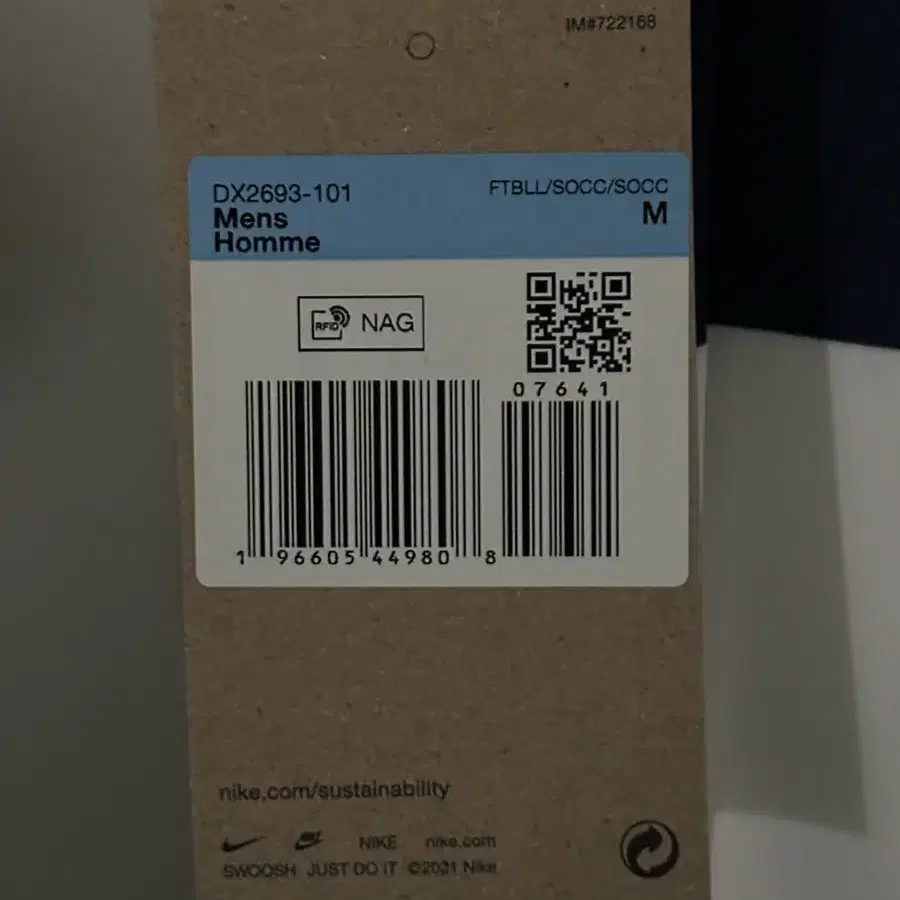 IM#722168
DX2693-101
FTBLL/SOCC/SOCC
Mens
M
Homme
RFID NAG
07641
1 96605 44980 8
nike.com/sustainability
NIKE nike.com
SWOOSH JUST DO IT ©2021 Nike